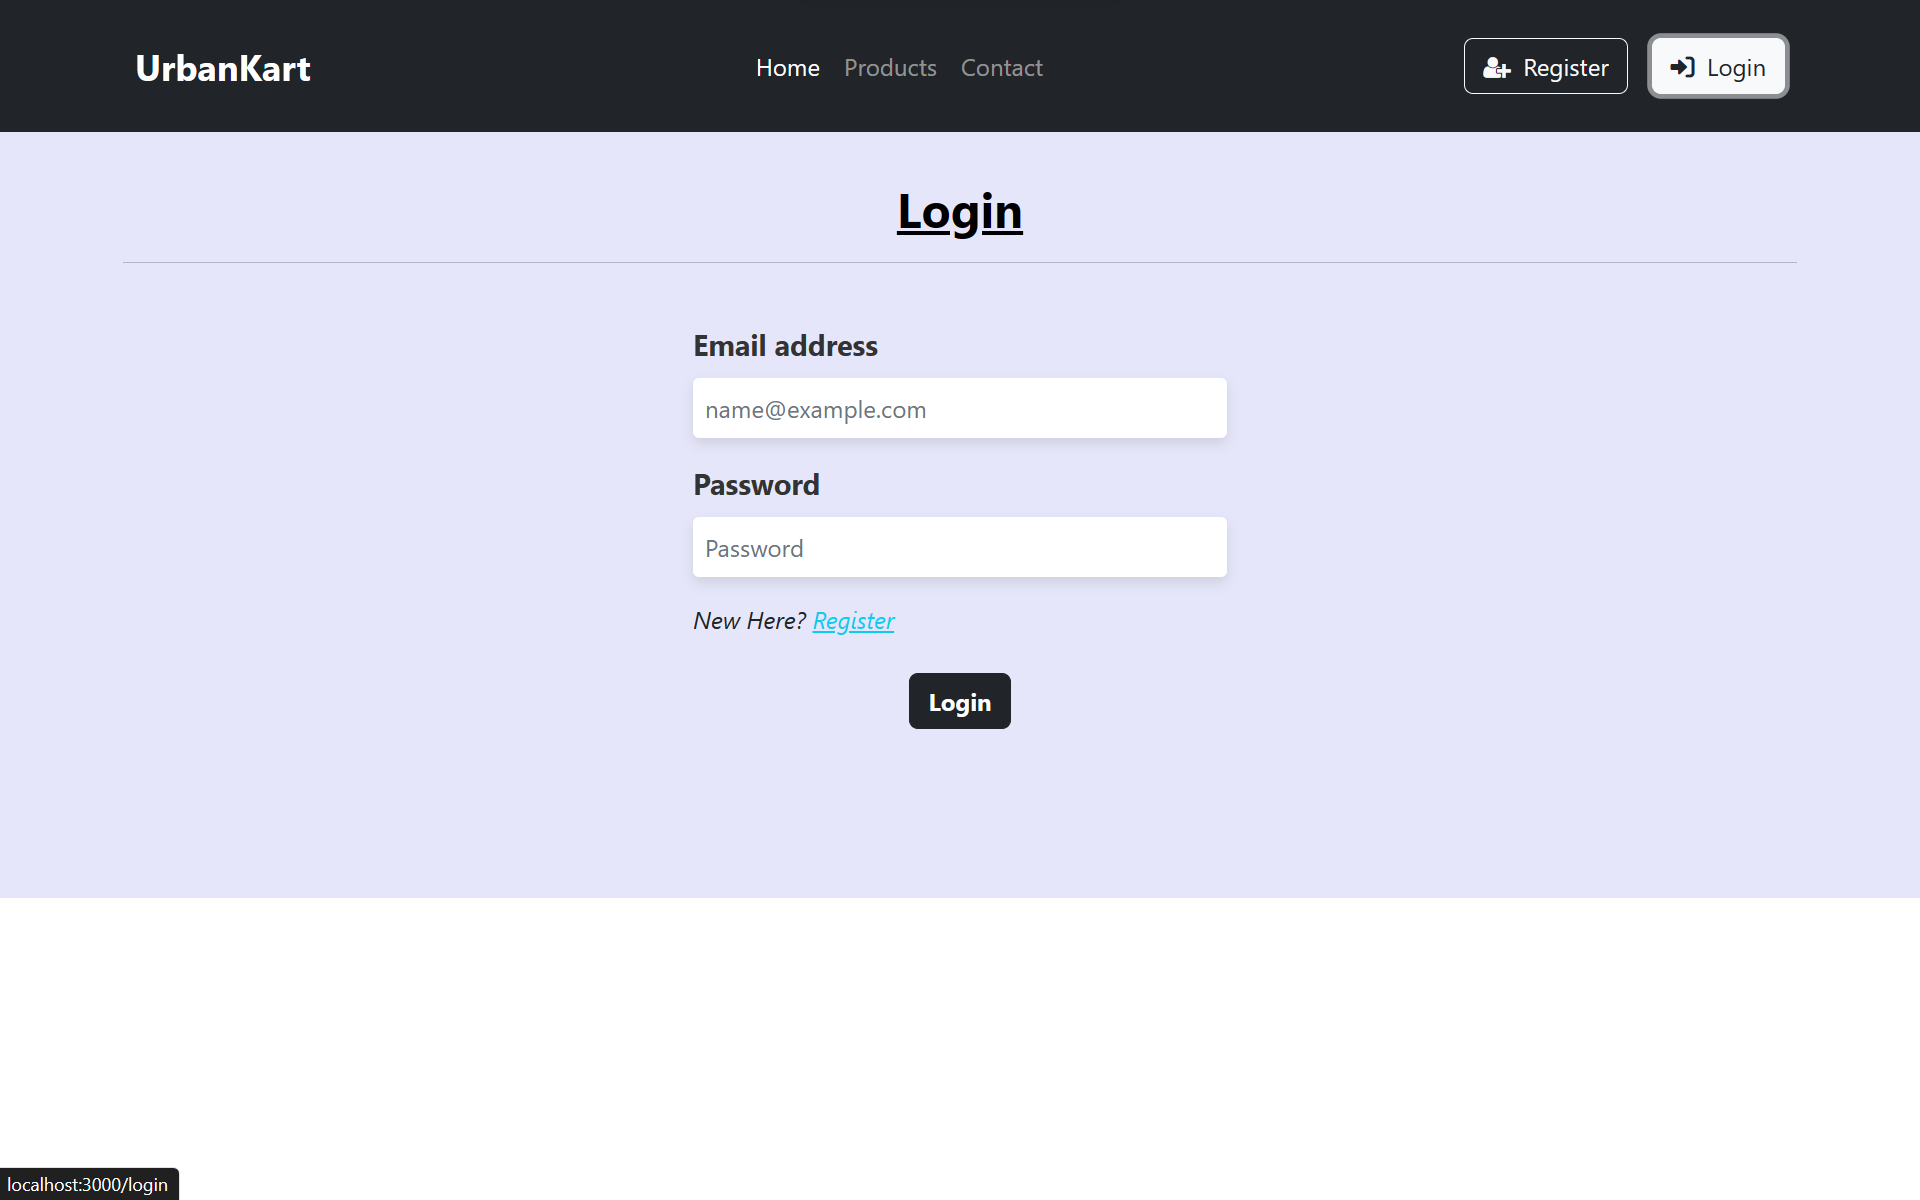 UrbanKart Home Products Contact Register Login
Login
Email address
name@example.com
Password
Password
New Here? Register
Login
localhost:3000/login